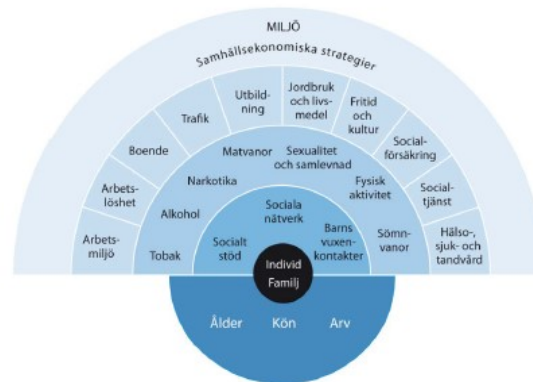 MILJÖ
Samhällsekonomiska strategier
Arbets-
miljö
Arbets-
löshet
Boende
Trafik
Utbild-
ning
Jordbruk
och livs-
medel
Fritid
och
kultur
Social-
försäkring
Social-
tjänst
Hälso-,
sjuk- och
tandvård
Tobak
Alkohol
Narkotika
Matvanor
Sexualitet
och samlevnad
Fysisk
aktivitet
Sömn-
vanor
Socialt
stöd
Sociala
nätverk
Barns
vuxen-
kontakter
Individ
Familj
Ålder
Kön
Arv